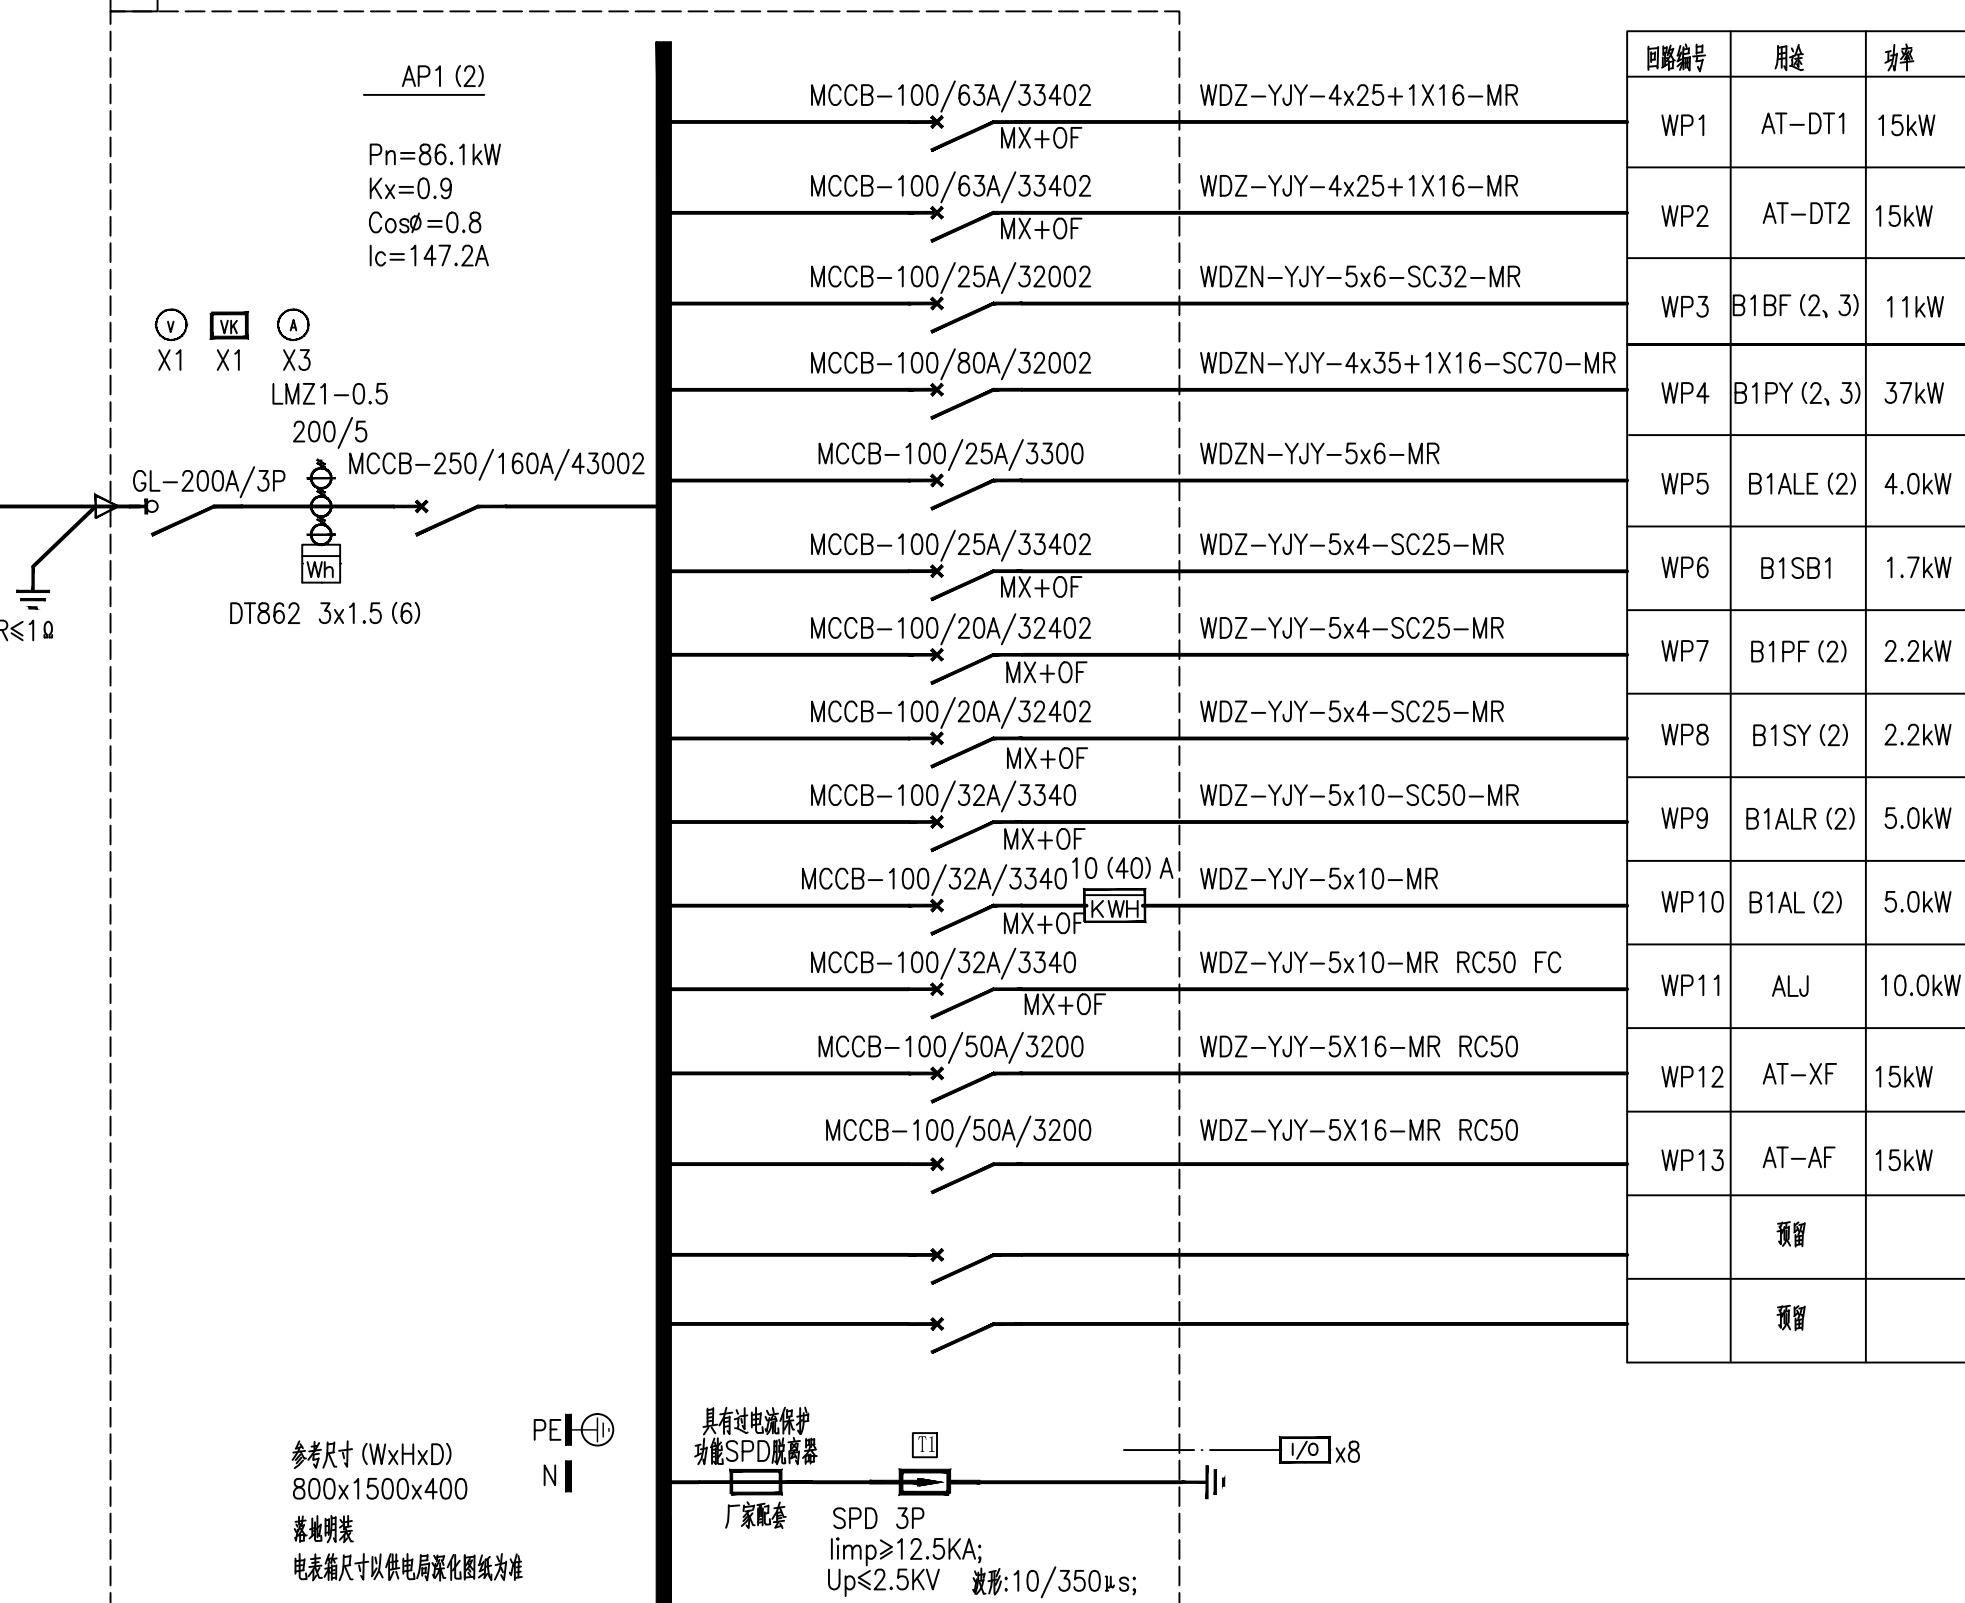 AP1 (2)
Pn=86.1kW
Kx=0.9
Cosø=0.8
Ic=147.2A
V
VK
A
X1
X1
X3
LMZ1-0.5
200/5
GL-200A/3P
MCCB-250/160A/43002
Wh
DT862 3x1.5 (6)
R≤1Ω
回路编号 用途 功率
MCCB-100/63A/33402 WDZ-YJY-4x25+1X16-MR
MX+OF
WP1 AT-DT1 15kW
MCCB-100/63A/33402 WDZ-YJY-4x25+1X16-MR
MX+OF
WP2 AT-DT2 15kW
MCCB-100/25A/32002 WDZN-YJY-5x6-SC32-MR
WP3 B1BF (2、3) 11kW
MCCB-100/80A/32002 WDZN-YJY-4x35+1X16-SC70-MR
WP4 B1PY (2、3) 37kW
MCCB-100/25A/3300 WDZN-YJY-5x6-MR
WP5 B1ALE (2) 4.0kW
MCCB-100/25A/33402 WDZ-YJY-5x4-SC25-MR
MX+OF
WP6 B1SB1 1.7kW
MCCB-100/20A/32402 WDZ-YJY-5x4-SC25-MR
MX+OF
WP7 B1PF (2) 2.2kW
MCCB-100/20A/32402 WDZ-YJY-5x4-SC25-MR
MX+OF
WP8 B1SY (2) 2.2kW
MCCB-100/32A/3340 WDZ-YJY-5x10-SC50-MR
MX+OF
WP9 B1ALR (2) 5.0kW
MCCB-100/32A/3340 10 (40) A WDZ-YJY-5x10-MR
MX+OF KWH
WP10 B1AL (2) 5.0kW
MCCB-100/32A/3340 WDZ-YJY-5x10-MR RC50 FC
MX+OF
WP11 ALJ 10.0kW
MCCB-100/50A/3200 WDZ-YJY-5X16-MR RC50
WP12 AT-XF 15kW
MCCB-100/50A/3200 WDZ-YJY-5X16-MR RC50
WP13 AT-AF 15kW
预留
预留
PE
N
参考尺寸 (WxHxD)
800x1500x400
落地明装
电表箱尺寸以供电局深化图纸为准
具有过电流保护
功能SPD脱离器
厂家配套
T1
I/O x8
SPD 3P
Iimp≥12.5KA;
Up≤2.5KV 波形:10/350μs;